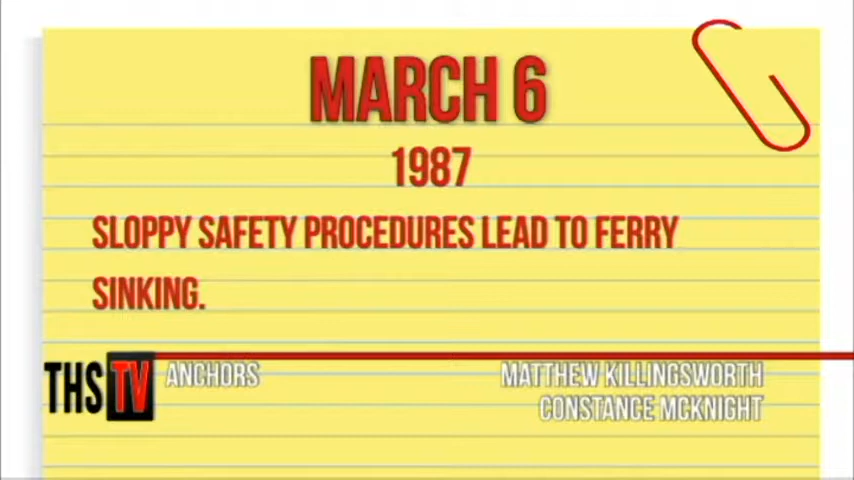 MARCH 6
1987
SLOPPY SAFETY PROCEDURES LEAD TO FERRY
SINKING.
THS TV ANCHORS MATTHEW KILLINGSWORTH
CONSTANCE MCKNIGHT